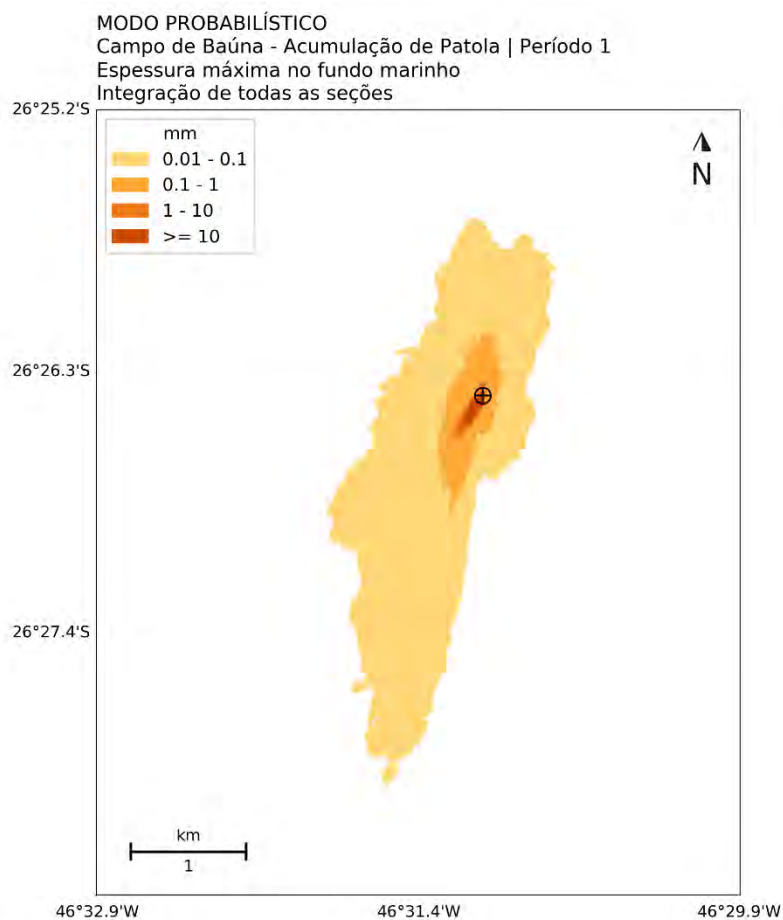 MODO PROBABILÍSTICO
Campo de Baúna - Acumulação de Patola | Período 1
Espessura máxima no fundo marinho
Integração de todas as seções
26°25.2'S
mm
0.01 - 0.1
0.1 - 1
1 - 10
>= 10
N
26°26.3'S
26°27.4'S
km
1
46°32.9'W
46°31.4'W
46°29.9'W